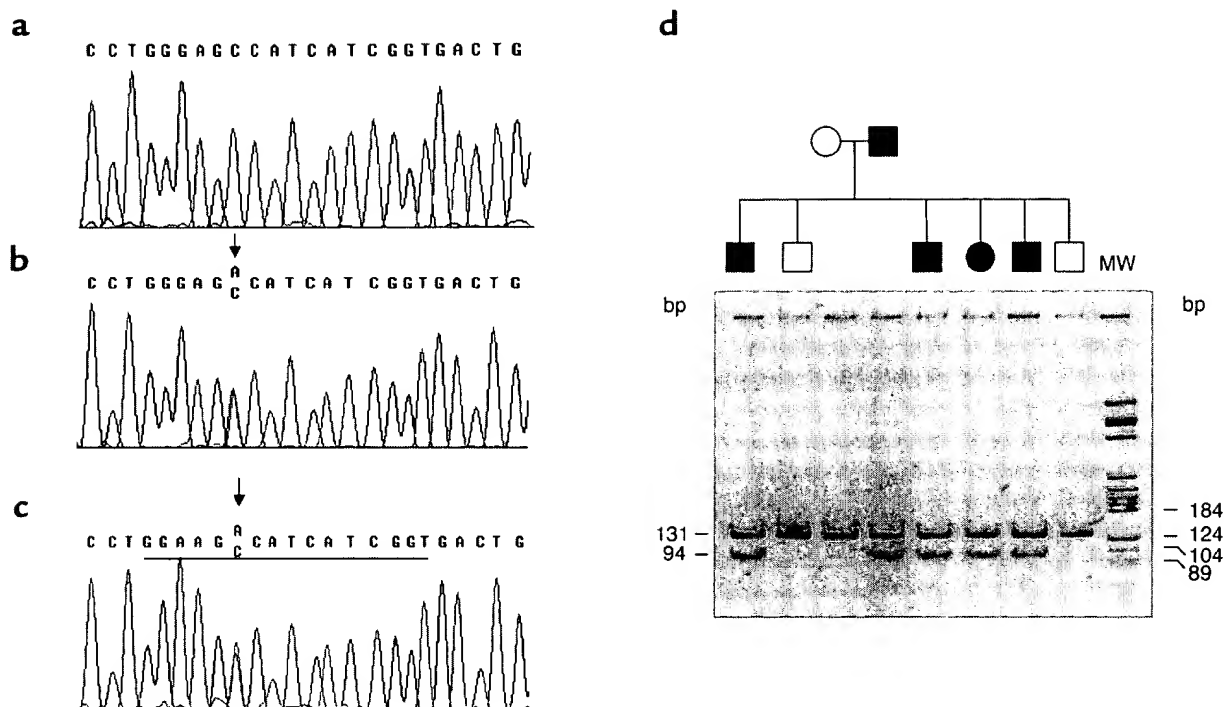 a
C C T G G G A G C C A T C A T C G G T G A C T G
b
A
C C T G G G A G C A T C A T C G G T G A C T G
C
c
A
C C T G G A A G C A T C A T C G G T G A C T G
C
d
MW
bp
bp
131
94
184
124
104
89